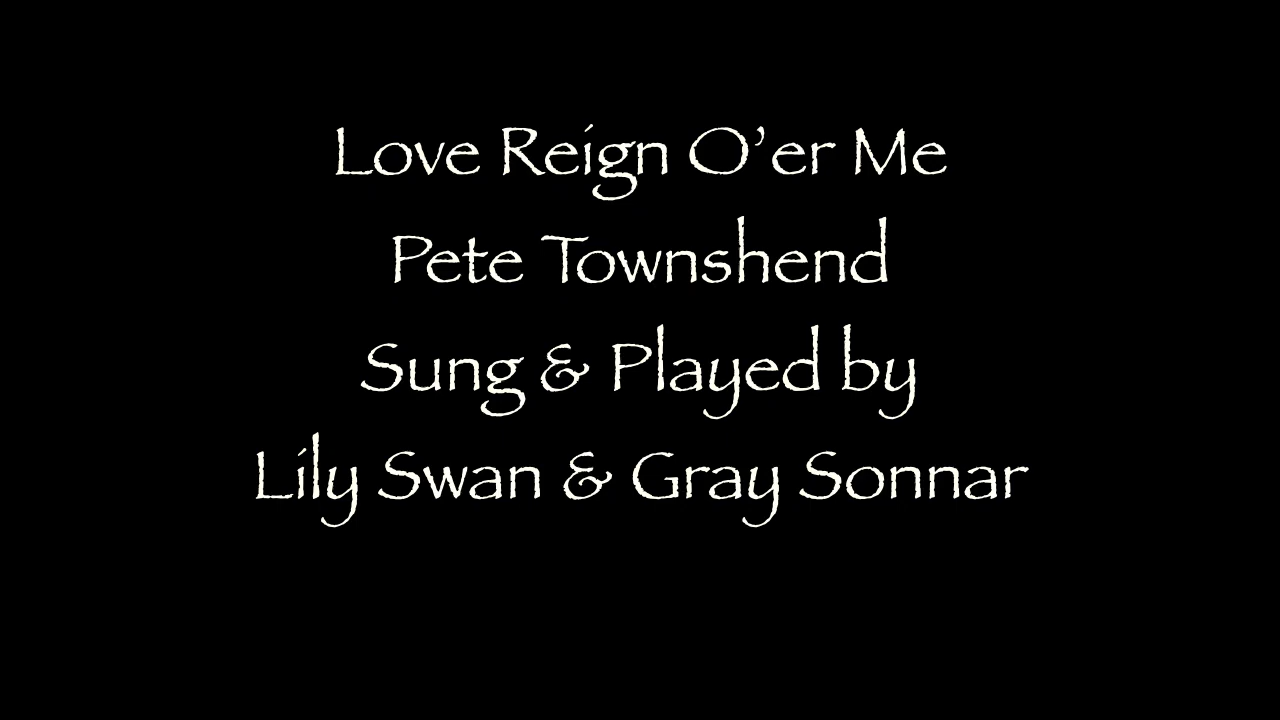 Love Reign O’er Me
Pete Townshend
Sung & Played by
Lily Swan & Gray Sonnar